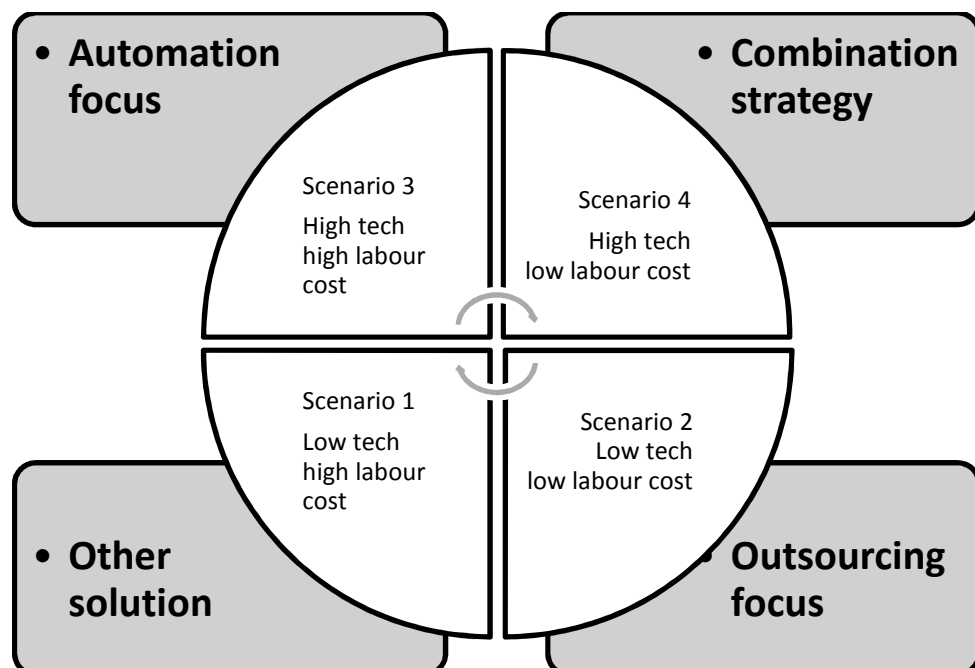 • Automation
focus
• Combination
strategy
Scenario 3
High tech
high labour
cost
Scenario 4
High tech
low labour cost
Scenario 1
Low tech
high labour
cost
Scenario 2
Low tech
low labour cost
• Other
solution
• Outsourcing
focus